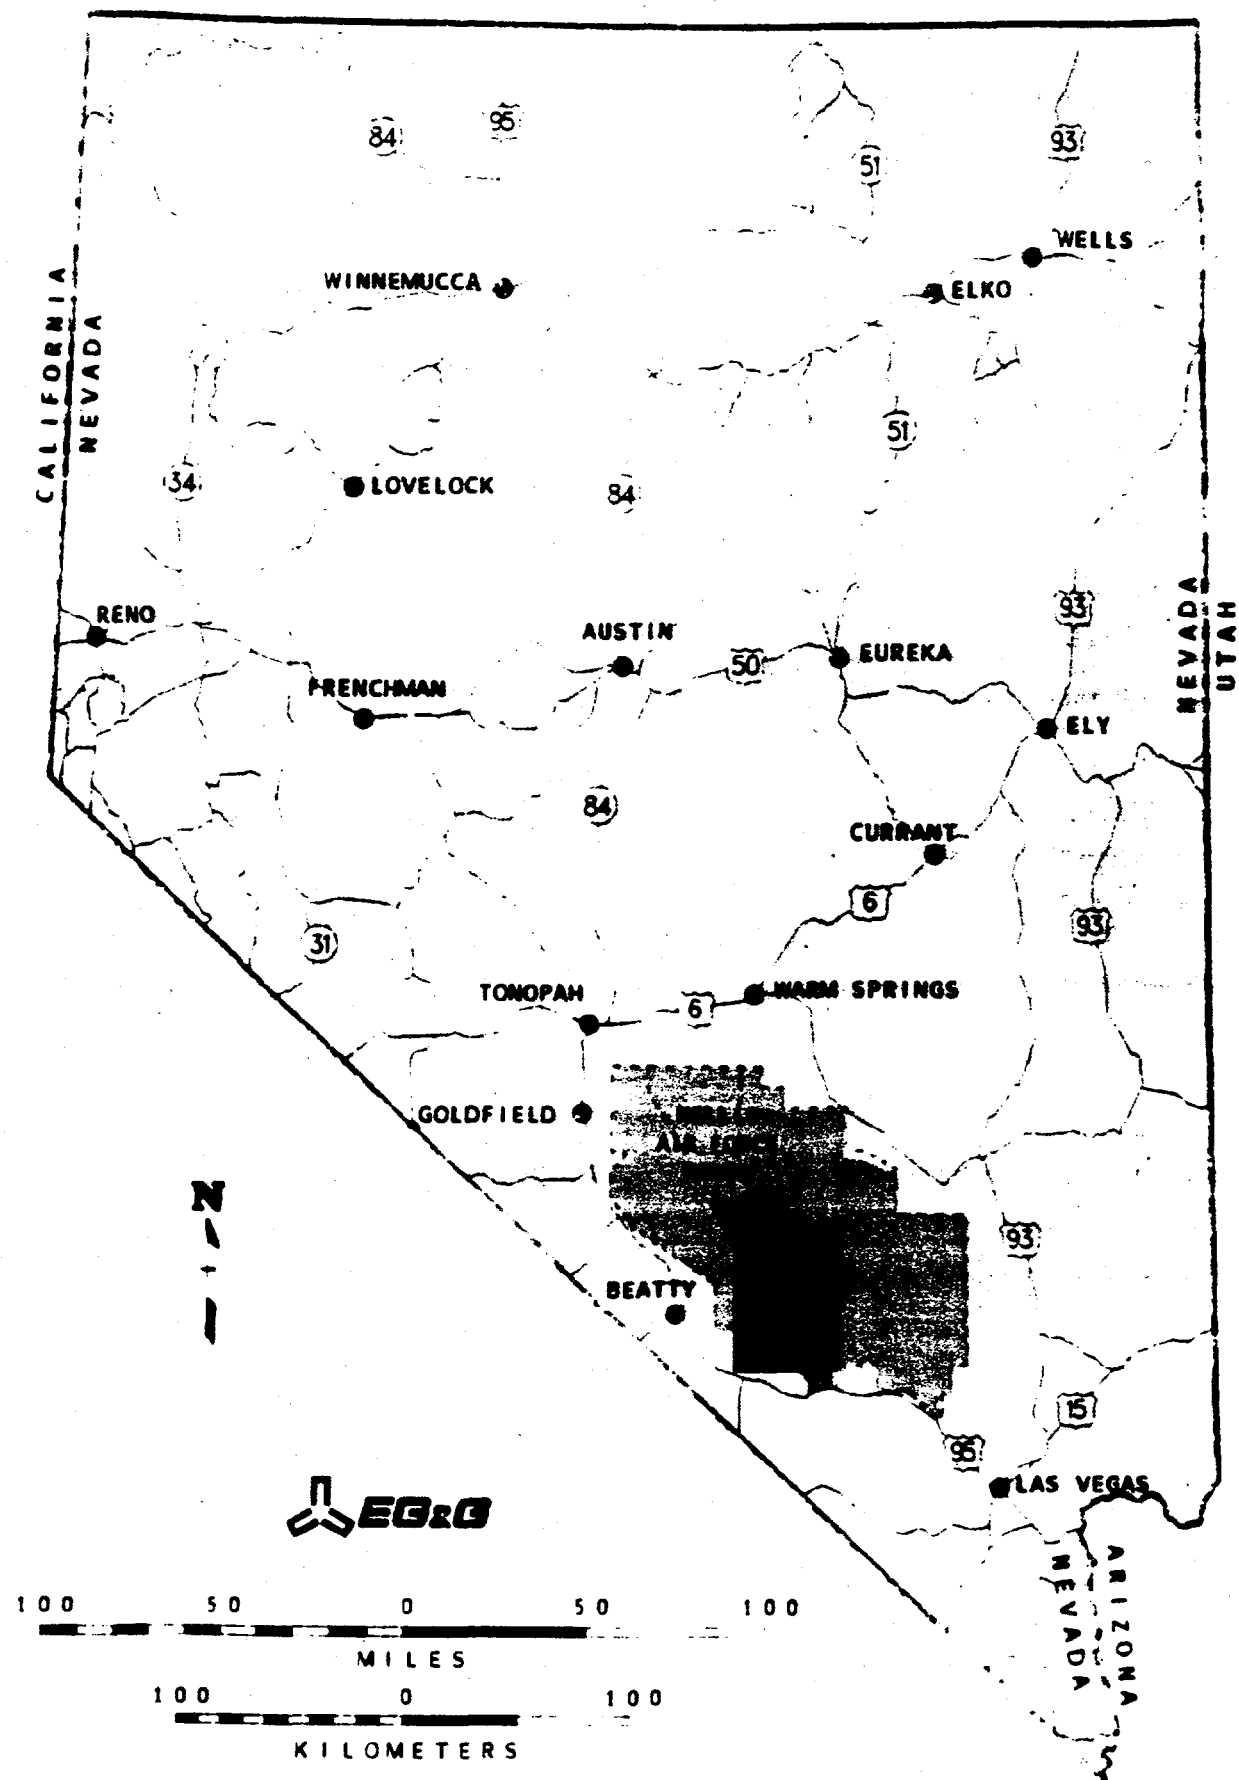 84
95
51
93
WELLS
WINNEMUCCA
ELKO
CALIFORNIA
NEVADA
51
34
LOVELOCK
84
93
NEVADA
UTAH
RENO
AUSTIN
50
EUREKA
FRENCHMAN
ELY
84
CURRANT
6
93
31
TONOPAH
6
WARM SPRINGS
GOLDFIELD
AIR
N
93
BEATTY
15
95
LAS VEGAS
EG&G
ARIZONA
NEVADA
100 50 0 50 100
MILES
100 0 100
KILOMETERS